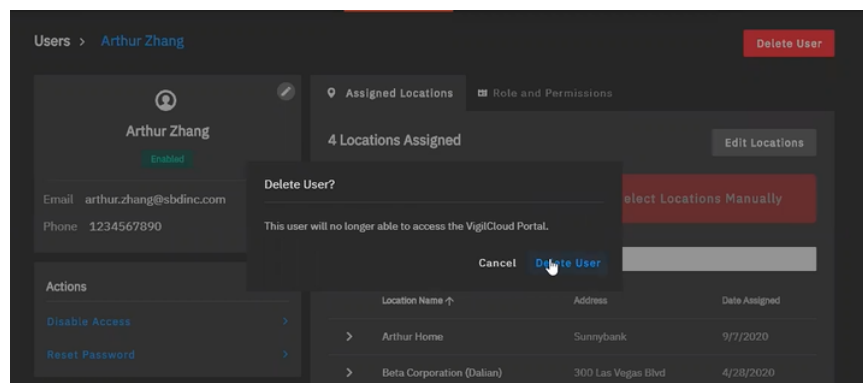 Users > Arthur Zhang
Delete User
Arthur Zhang
Enabled
Email arthur.zhang@sbdinc.com
Phone 1234567890
Actions
Disable Access >
Reset Password >
Assigned Locations
Role and Permissions
4 Locations Assigned
Edit Locations
elect Locations Manually
Location Name ↑ Address Date Assigned
> Arthur Home Sunnybank 9/7/2020
> Beta Corporation (Dalian) 300 Las Vegas Blvd 4/28/2020
Delete User?
This user will no longer able to access the VigilCloud Portal.
Cancel Delete User